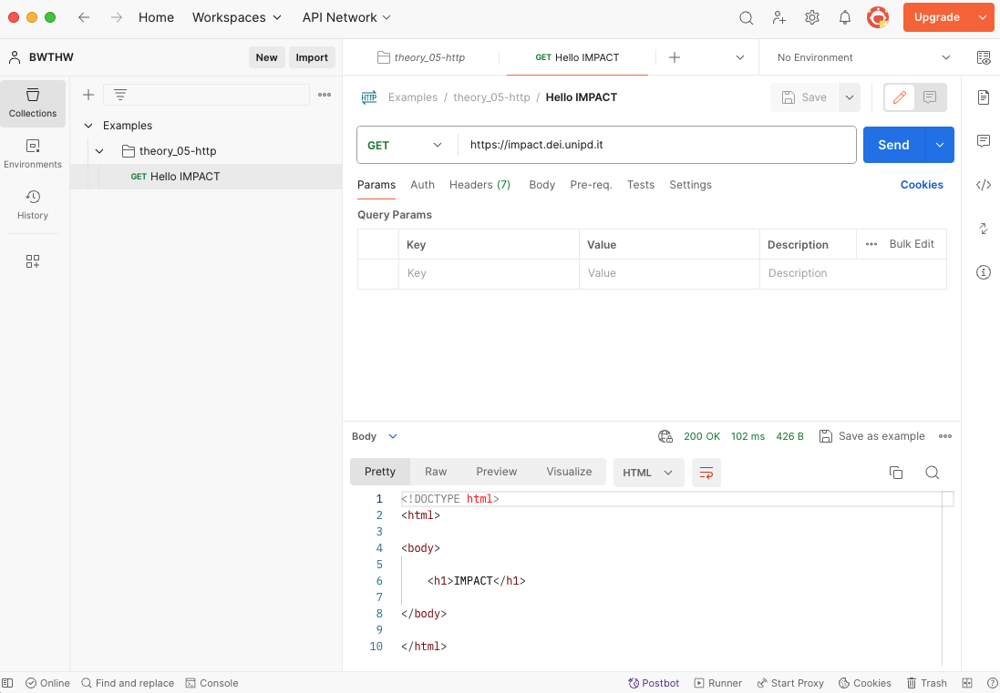 Home Workspaces API Network Upgrade
BWTHW New Import theory_05-http GET Hello IMPACT No Environment
Collections
Environments
History
Examples
theory_05-http
GET Hello IMPACT
HTTP Examples / theory_05-http / Hello IMPACT Save
GET https://impact.dei.unipd.it Send
Params Auth Headers (7) Body Pre-req. Tests Settings Cookies
Query Params
Key Value Description Bulk Edit
Key Value Description
Body 200 OK 102 ms 426 B Save as example
Pretty Raw Preview Visualize HTML
1 <!DOCTYPE html>
2 <html>
3
4 <body>
5
6 <h1>IMPACT</h1>
7
8 </body>
9
10 </html>
Online Find and replace Console Postbot Runner Start Proxy Cookies Trash